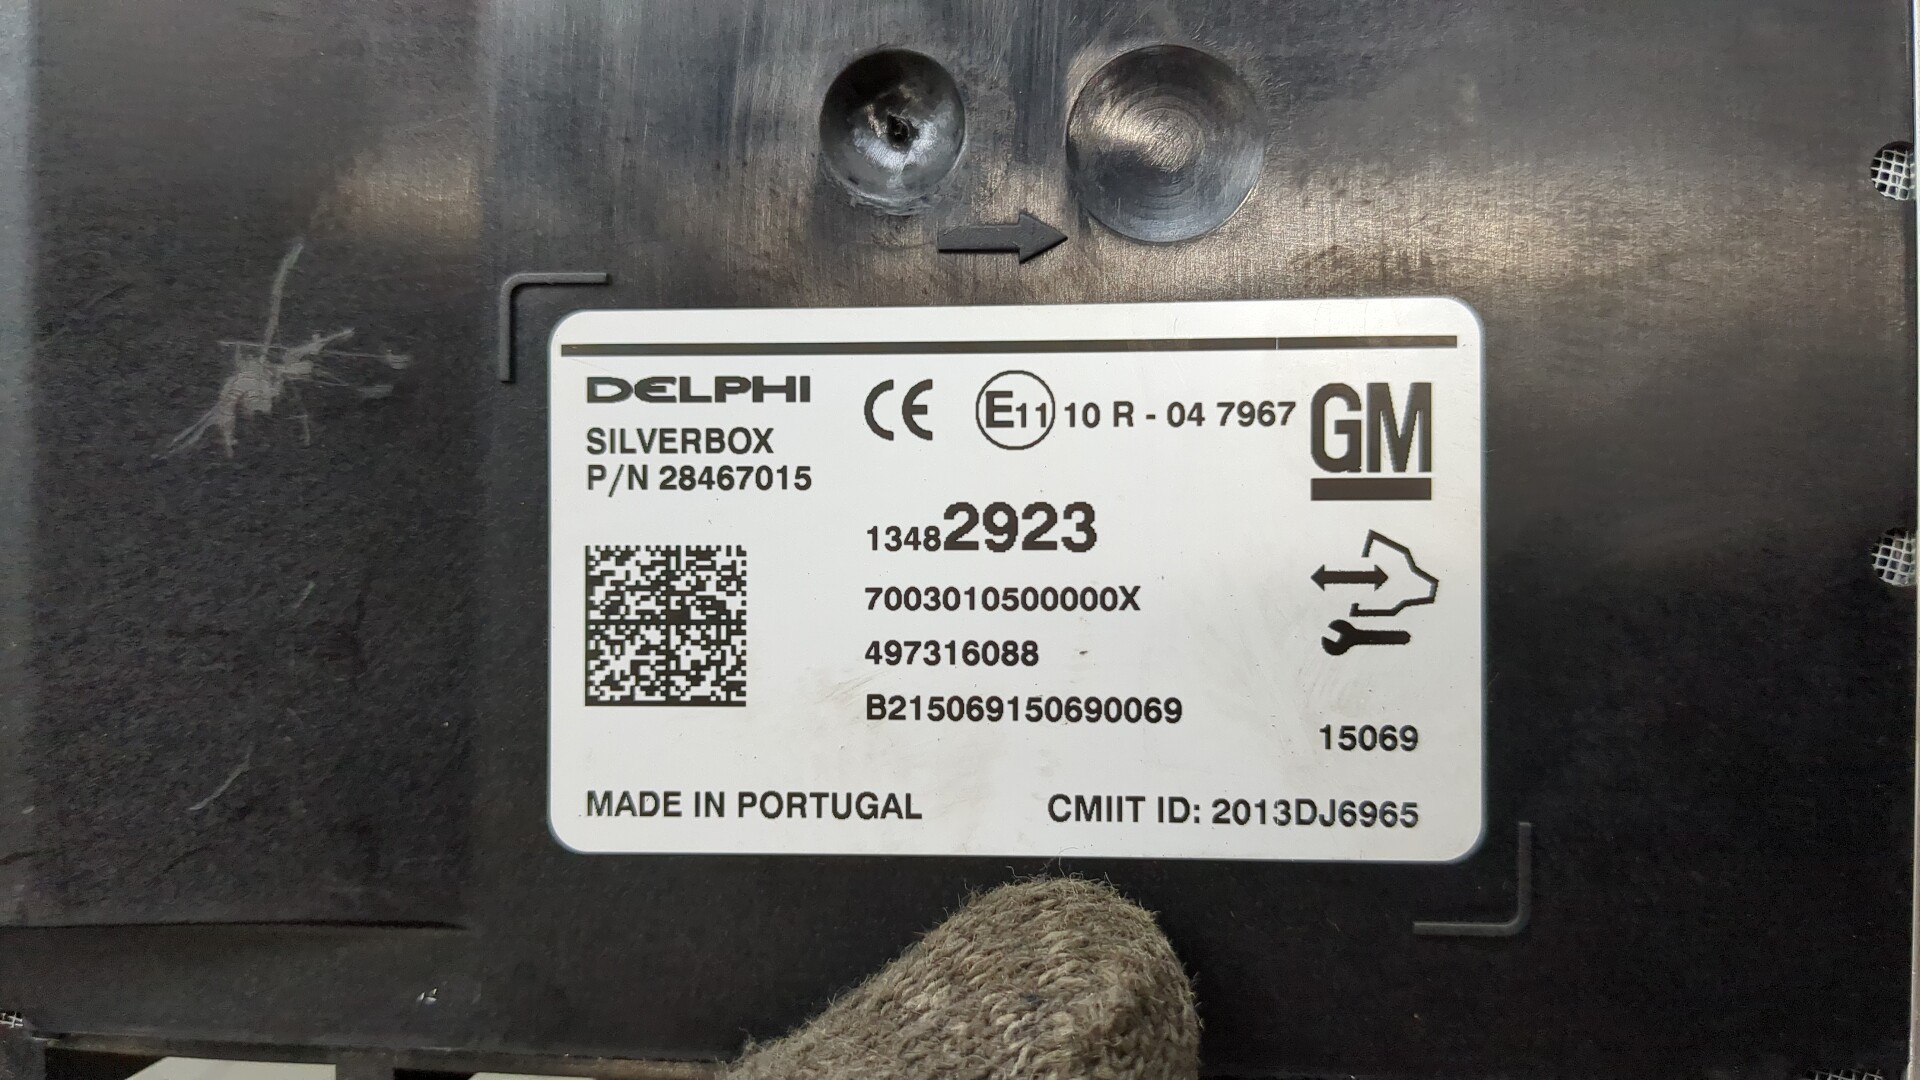 DELPHI
SILVERBOX
P/N 28467015
CE E11 10 R - 04 7967
GM
13482923
7003010500000X
497316088
B215069150690069
15069
MADE IN PORTUGAL
CMIIT ID: 2013DJ6965